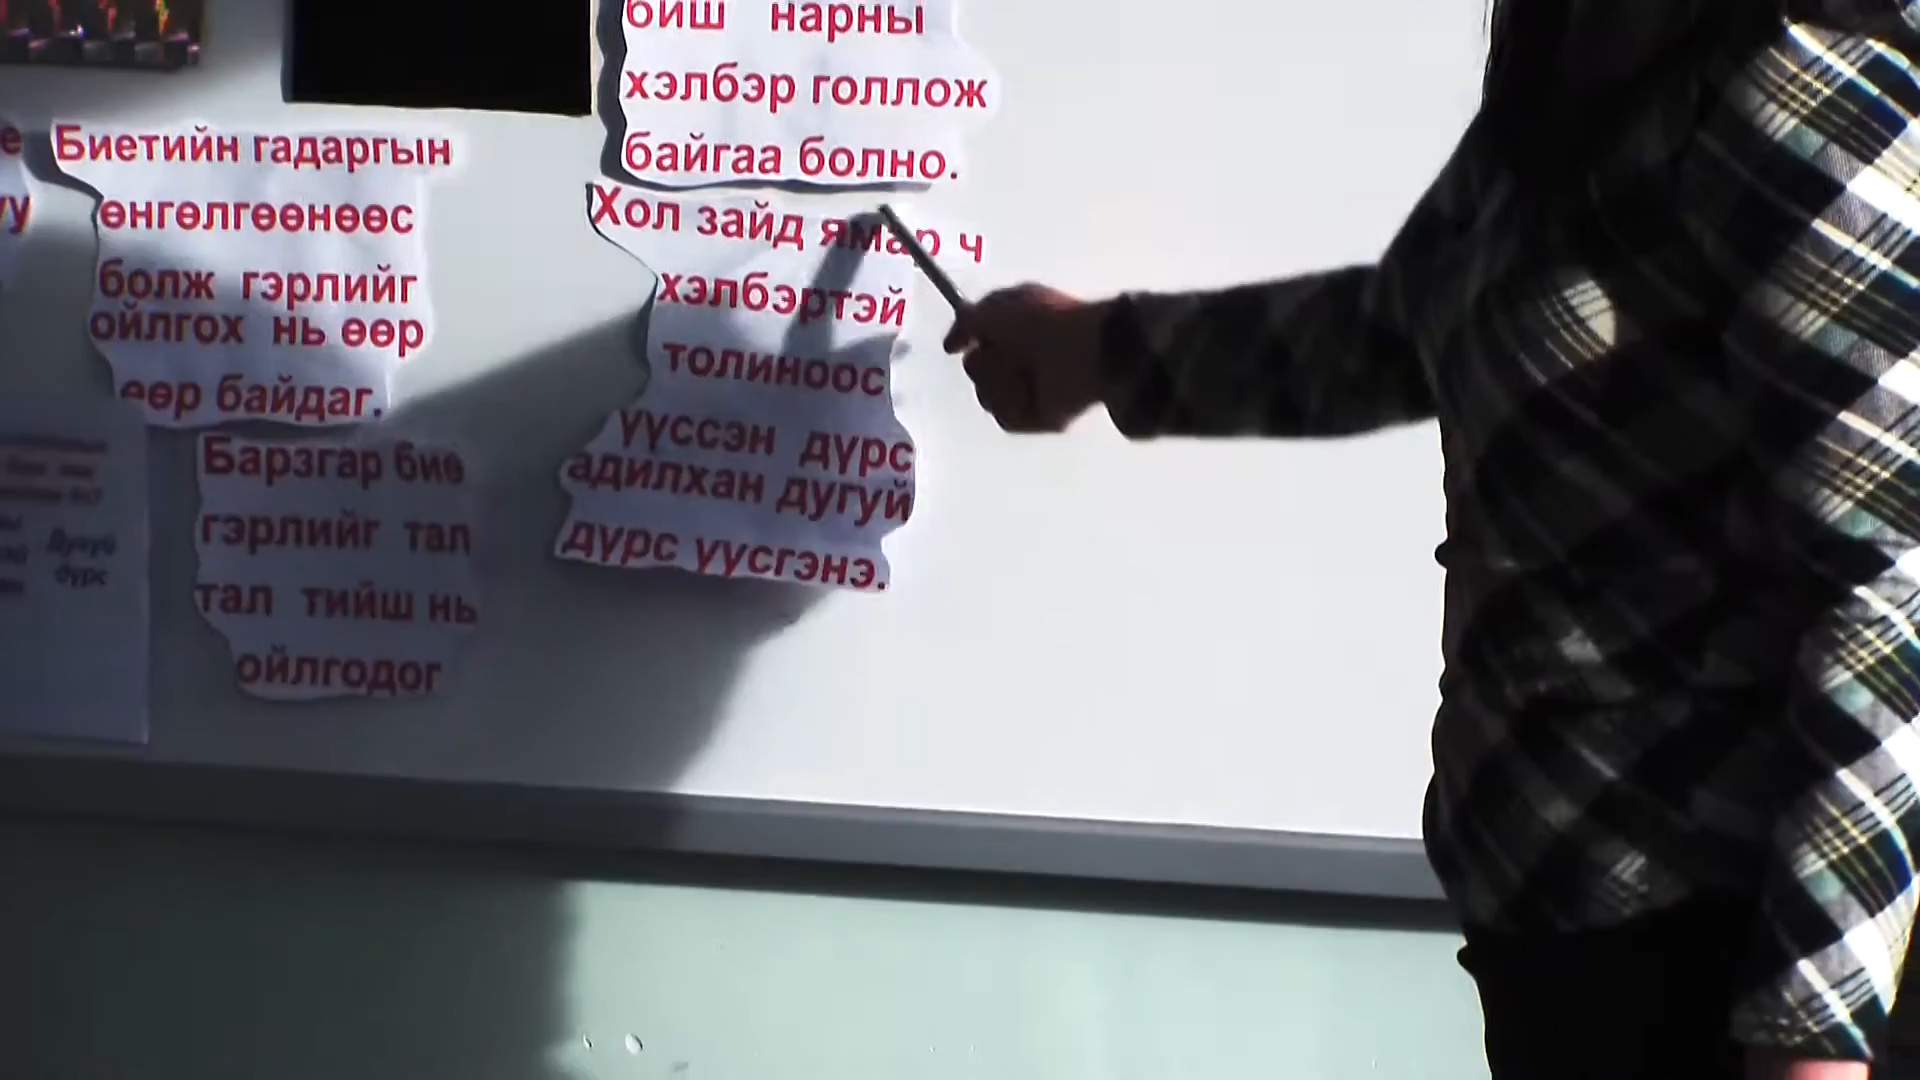 биш нарны
хэлбэр голлож
байгаа болно.
Биетийн гадаргын
өнгөлгөөнөөс
болж гэрлийг
ойлгох нь өөр
өөр байдаг.
Хол зайд ямар ч
хэлбэртэй
толиноос
үүссэн дүрс
адилхан дугуй
дүрс үүсгэнэ.
Барзгар бие
гэрлийг тал
тал тийш нь
ойлгодог
Дугуй
дүрс